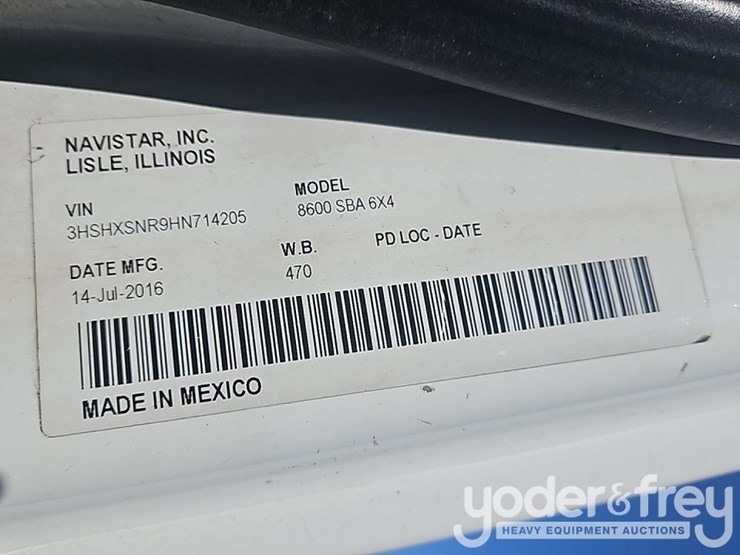 NAVISTAR, INC.
LISLE, ILLINOIS
VIN
3HSHXSNR9HN714205
MODEL
8600 SBA 6X4
DATE MFG.
14-Jul-2016
W.B.
470
PD LOC - DATE
MADE IN MEXICO
yoder&frey
HEAVY EQUIPMENT AUCTIONS